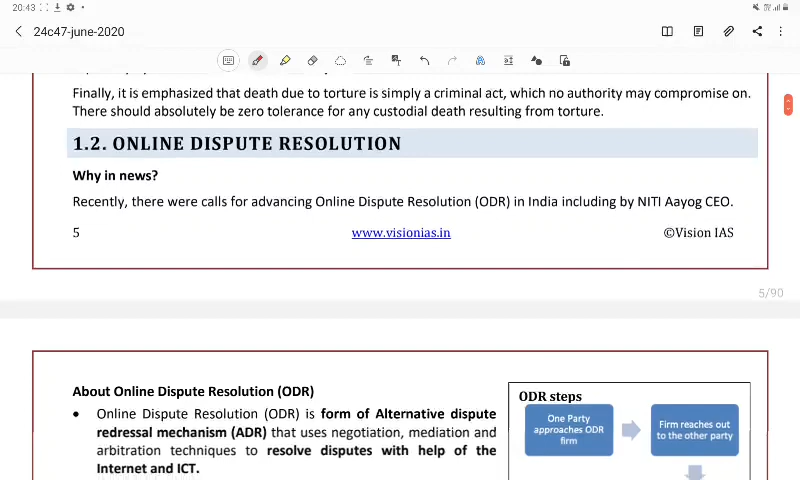 20:43
24c47-june-2020
Finally, it is emphasized that death due to torture is simply a criminal act, which no authority may compromise on.
There should absolutely be zero tolerance for any custodial death resulting from torture.
1.2. ONLINE DISPUTE RESOLUTION
Why in news?
Recently, there were calls for advancing Online Dispute Resolution (ODR) in India including by NITI Aayog CEO.
5 www.visionias.in ©Vision IAS
5/90
About Online Dispute Resolution (ODR)
• Online Dispute Resolution (ODR) is form of Alternative dispute
redressal mechanism (ADR) that uses negotiation, mediation and
arbitration techniques to resolve disputes with help of the
Internet and ICT.
ODR steps
One Party
approaches ODR
firm
Firm reaches out
to the other party